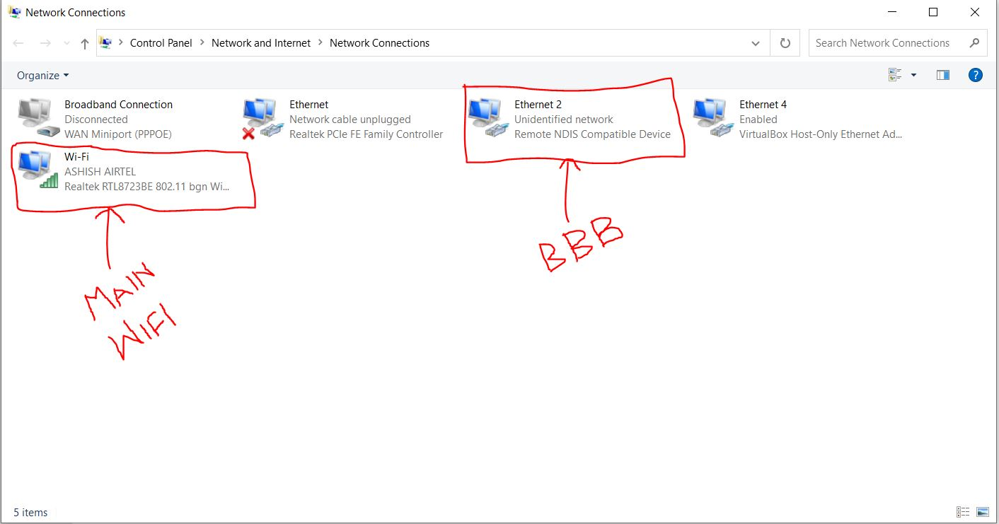 Network Connections
Control Panel > Network and Internet > Network Connections
Search Network Connections
Organize
?
Broadband Connection
Disconnected
WAN Miniport (PPPOE)
Ethernet
Network cable unplugged
Realtek PCIe FE Family Controller
Ethernet 2
Unidentified network
Remote NDIS Compatible Device
Ethernet 4
Enabled
VirtualBox Host-Only Ethernet Ad...
Wi-Fi
ASHISH AIRTEL
Realtek RTL8723BE 802.11 bgn Wi...
BBB
MAIN
WIFI
5 items